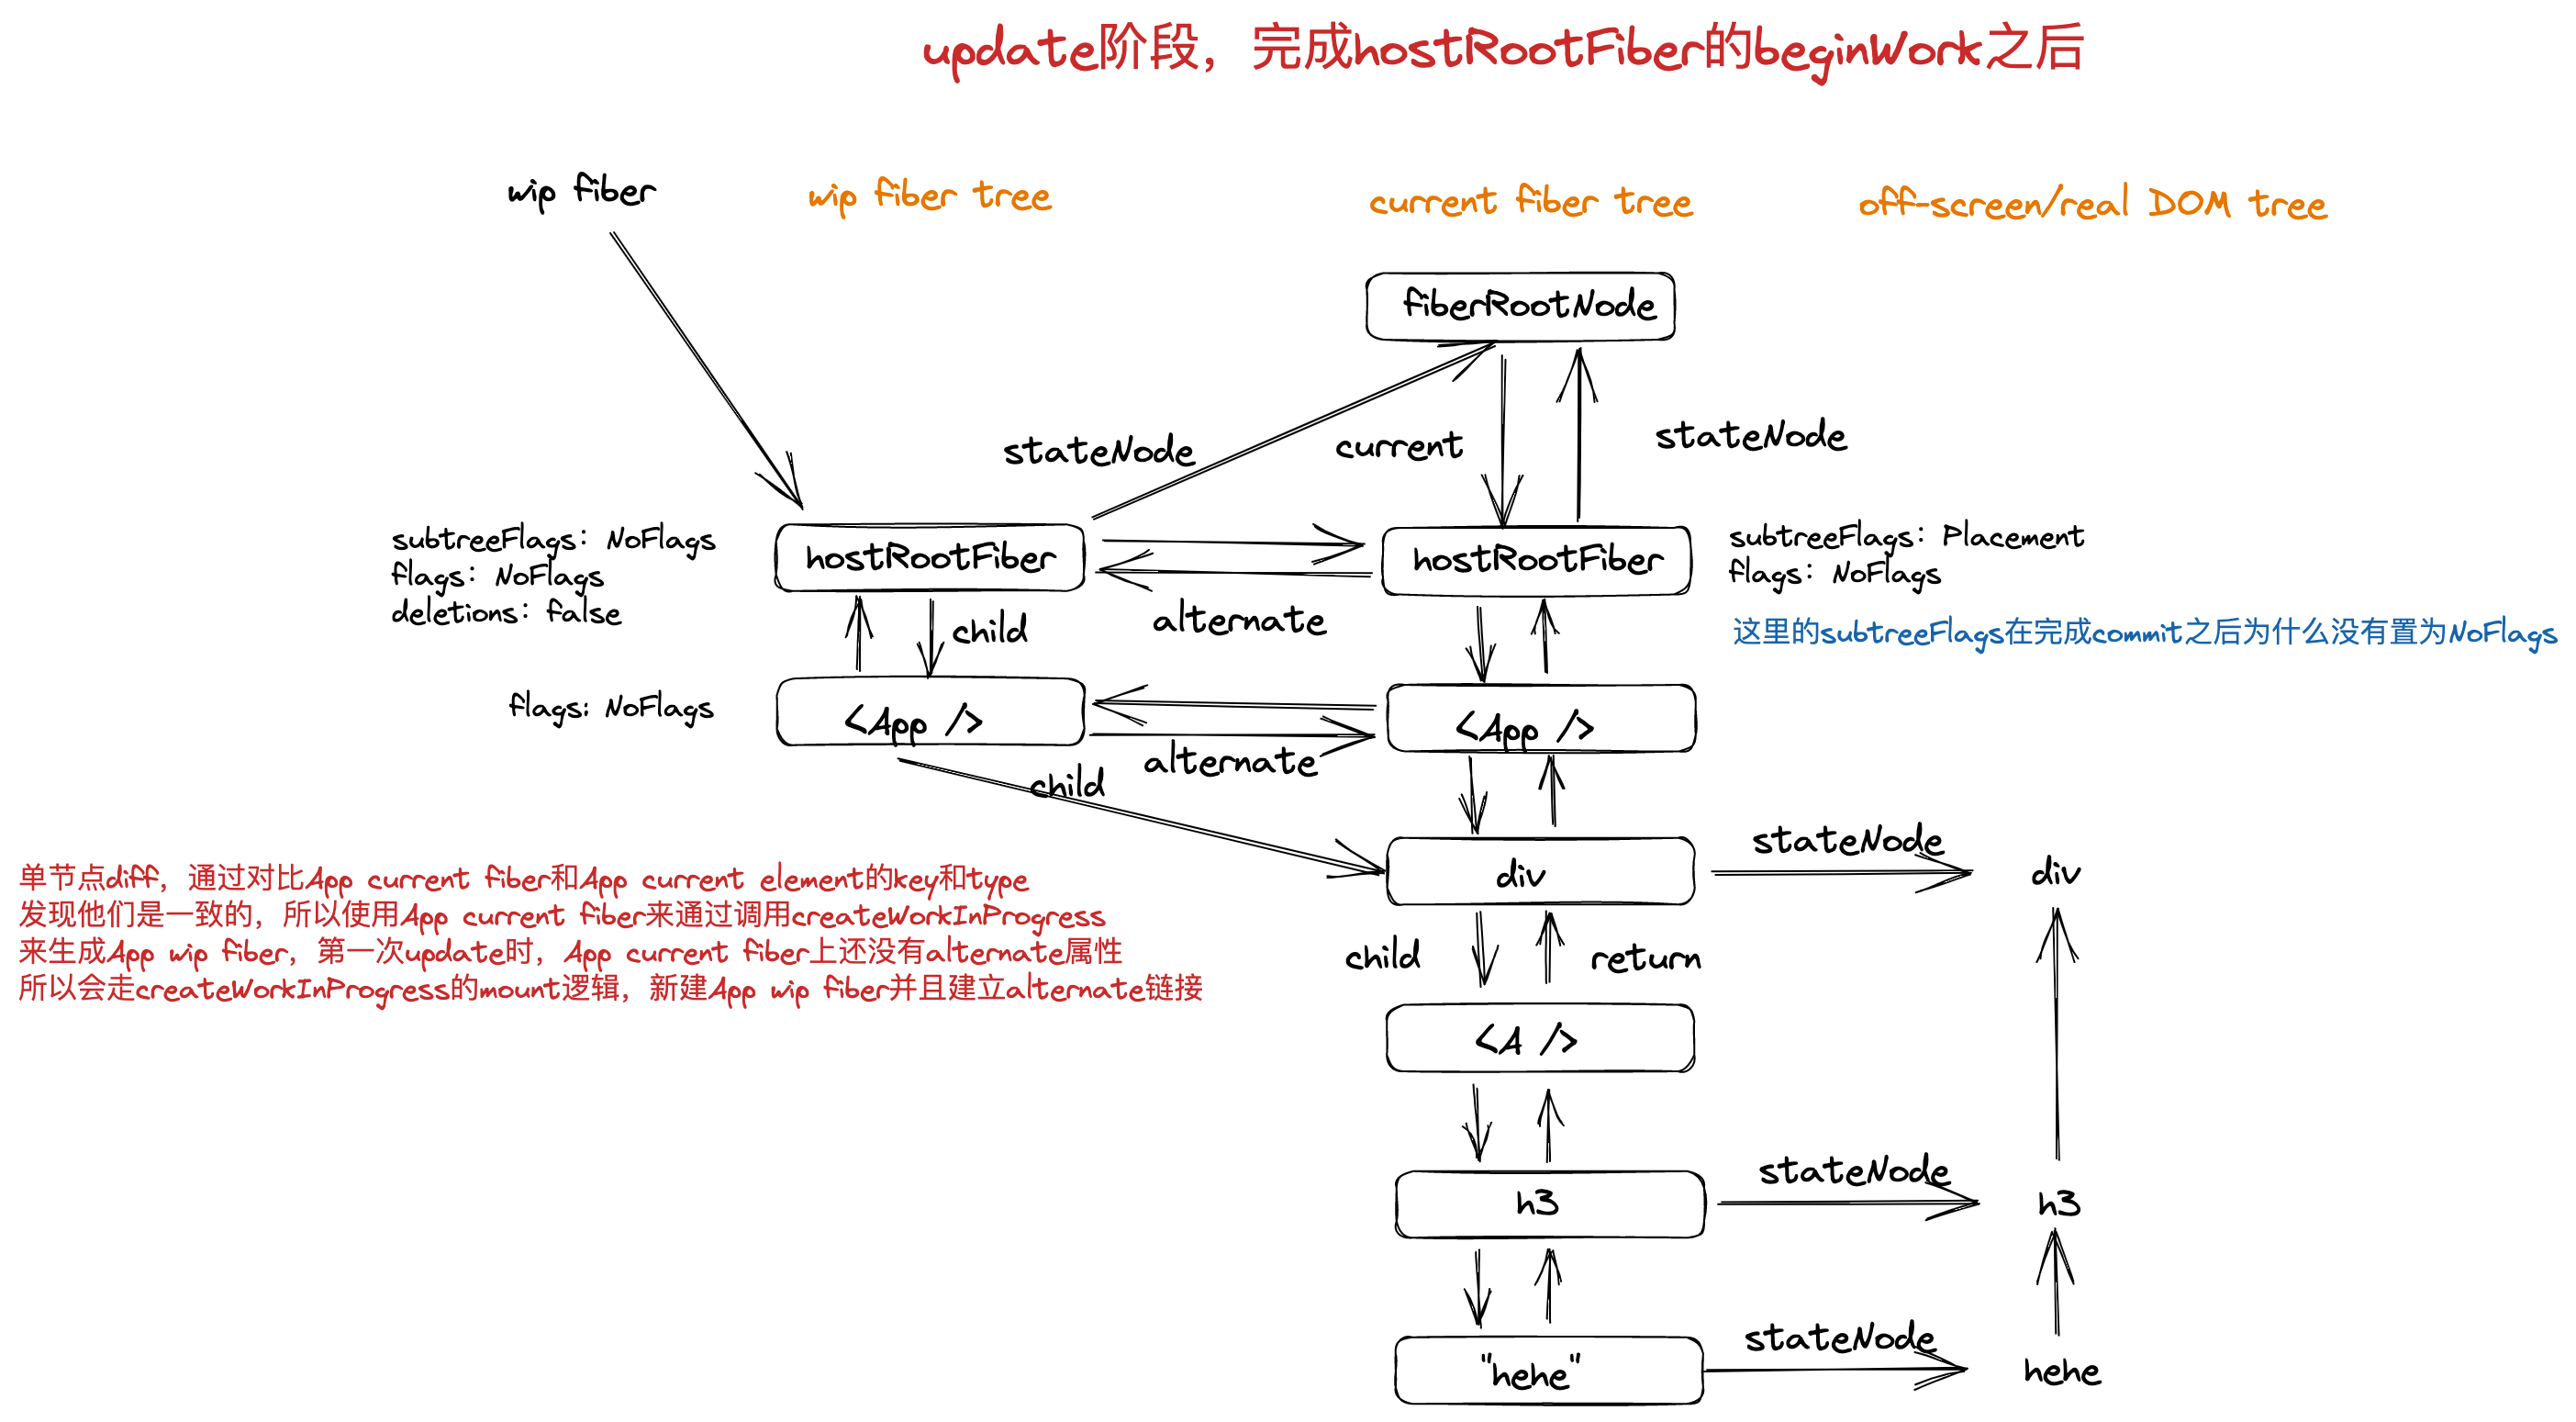 update阶段，完成hostRootFiber的beginWork之后
wip fiber
wip fiber tree
current fiber tree
off-screen/real DOM tree
fiberRootNode
stateNode
current
stateNode
subtreeFlags: NoFlags
flags: NoFlags
deletions: false
hostRootFiber
hostRootFiber
subtreeFlags: Placement
flags: NoFlags
child
alternate
这里的subtreeFlags在完成commit之后为什么没有置为NoFlags
flags: NoFlags
<App />
<App />
alternate
child
stateNode
div
div
单节点diff，通过对比App current fiber和App current element的key和type
发现他们是一致的，所以使用App current fiber来通过调用createWorkInProgress
来生成App wip fiber，第一次update时，App current fiber上还没有alternate属性
所以会走createWorkInProgress的mount逻辑，新建App wip fiber并且建立alternate链接
child
return
<A />
stateNode
h3
h3
stateNode
"hehe"
hehe